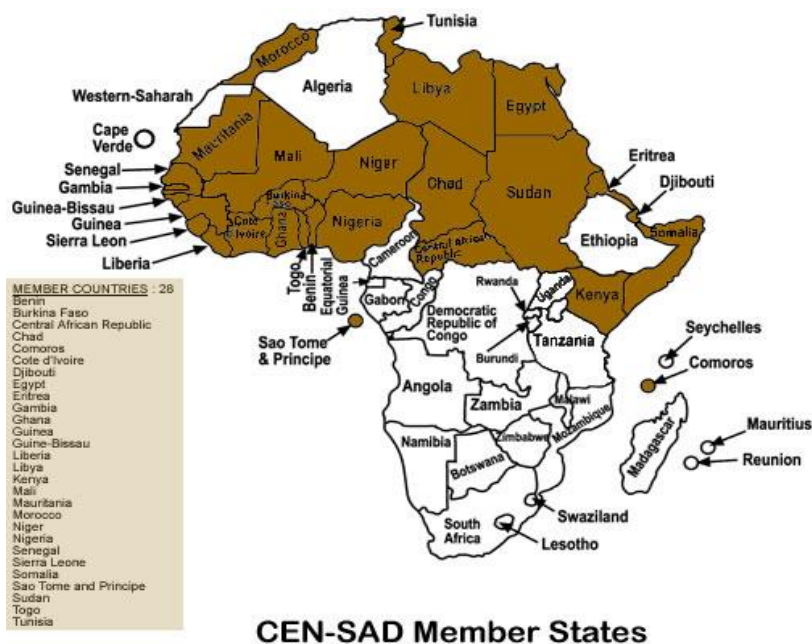 Tunisia
Morocco
Algeria
Libya
Egypt
Western-Saharah
Cape
Verde
Mauritania
Mali
Niger
Chad
Sudan
Eritrea
Djibouti
Senegal
Gambia
Guinea-Bissau
Guinea
Sierra Leon
Liberia
Burkina
Faso
Cote
d'Ivoire
Ghana
Togo
Benin
Nigeria
Cameroon
Central Africa
Republic
Ethiopia
Somalia
Equatorial
Guinea
Gabon
Congo
Sao Tome
& Principe
Democratic
Republic of
Congo
Rwanda
Burundi
Uganda
Kenya
Tanzania
Seychelles
Comoros
Angola
Zambia
Malawi
Mozambique
Madagascar
Mauritius
Reunion
Namibia
Zimbabwe
Botswana
Swaziland
South
Africa
Lesotho
MEMBER COUNTRIES : 28
Benin
Burkina Faso
Central African Republic
Chad
Comoros
Cote d'Ivoire
Djibouti
Egypt
Eritrea
Gambia
Ghana
Guinea
Guine-Bissau
Liberia
Libya
Kenya
Mali
Mauritania
Morocco
Niger
Nigeria
Senegal
Sierra Leone
Somalia
Sao Tome and Principe
Sudan
Togo
Tunisia
CEN-SAD Member States